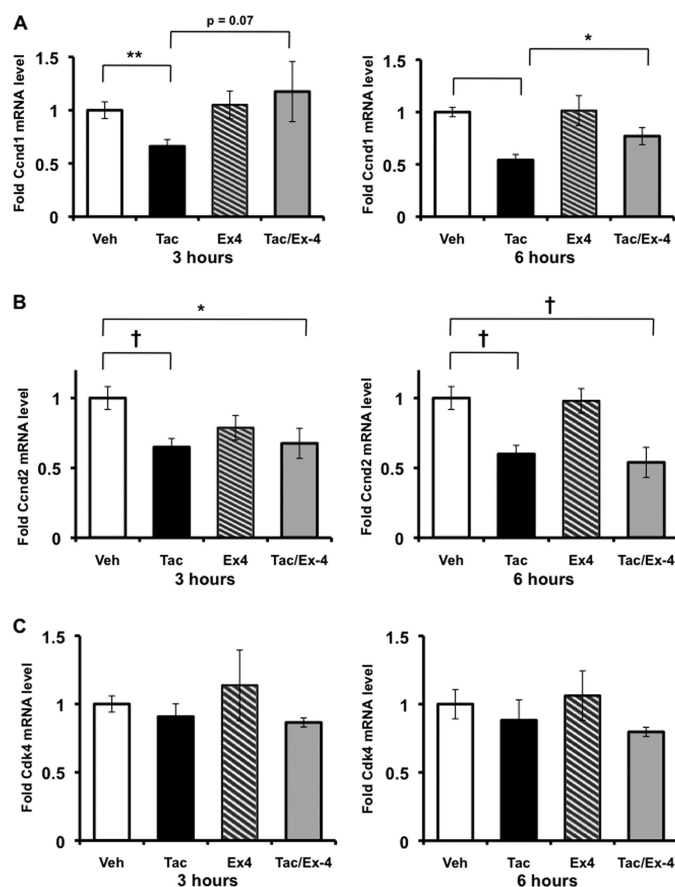 A
p = 0.07
**
*
Fold Ccnd1 mRNA level
1.5
1
0.5
0
Veh Tac Ex4 Tac/Ex-4
3 hours
Fold Ccnd1 mRNA level
1.5
1
0.5
0
Veh Tac Ex4 Tac/Ex-4
6 hours
B
*
†
†
†
Fold Ccnd2 mRNA level
1
0.5
0
Veh Tac Ex4 Tac/Ex-4
3 hours
Fold Ccnd2 mRNA level
1
0.5
0
Veh Tac Ex4 Tac/Ex-4
6 hours
C
Fold Cdk4 mRNA level
1.5
1
0.5
0
Veh Tac Ex4 Tac/Ex-4
3 hours
Fold Cdk4 mRNA level
1.5
1
0.5
0
Veh Tac Ex4 Tac/Ex-4
6 hours